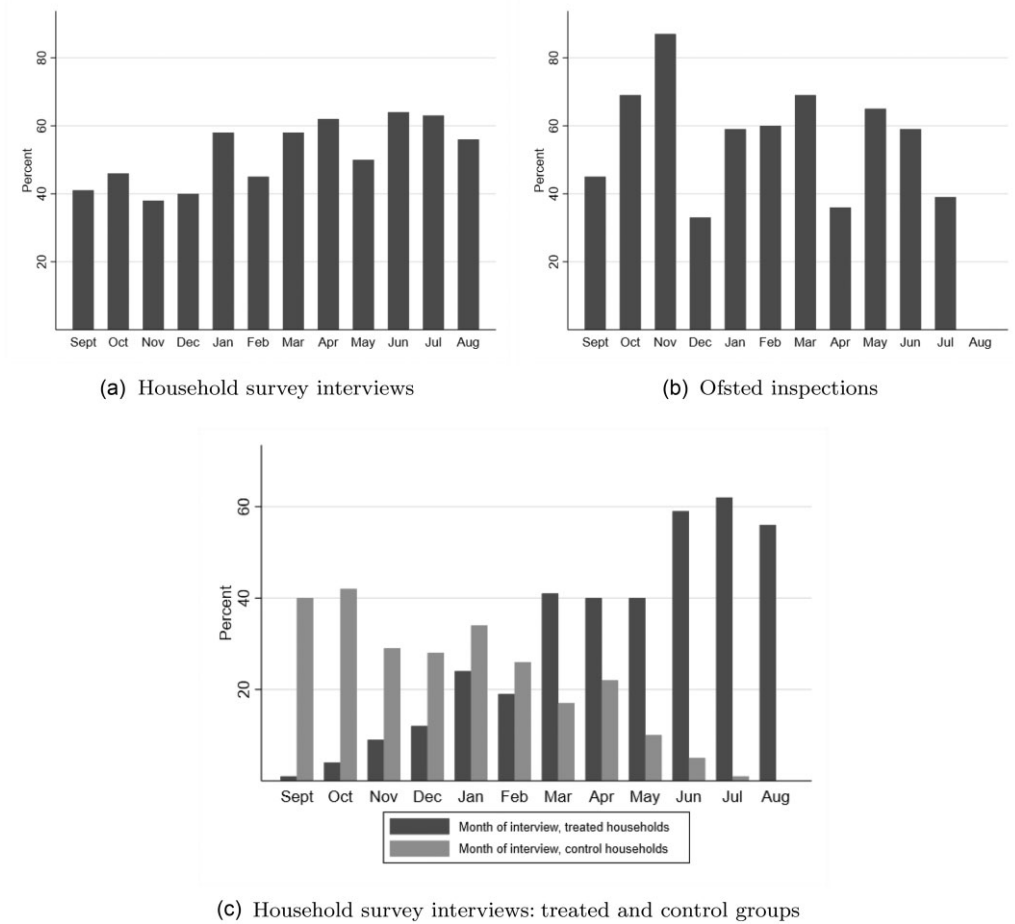 Percent
80
60
40
20
Sept Oct Nov Dec Jan Feb Mar Apr May Jun Jul Aug
(a) Household survey interviews
Percent
80
60
40
20
Sept Oct Nov Dec Jan Feb Mar Apr May Jun Jul Aug
(b) Ofsted inspections
Percent
60
40
20
Sept Oct Nov Dec Jan Feb Mar Apr May Jun Jul Aug
Month of interview, treated households
Month of interview, control households
(c) Household survey interviews: treated and control groups